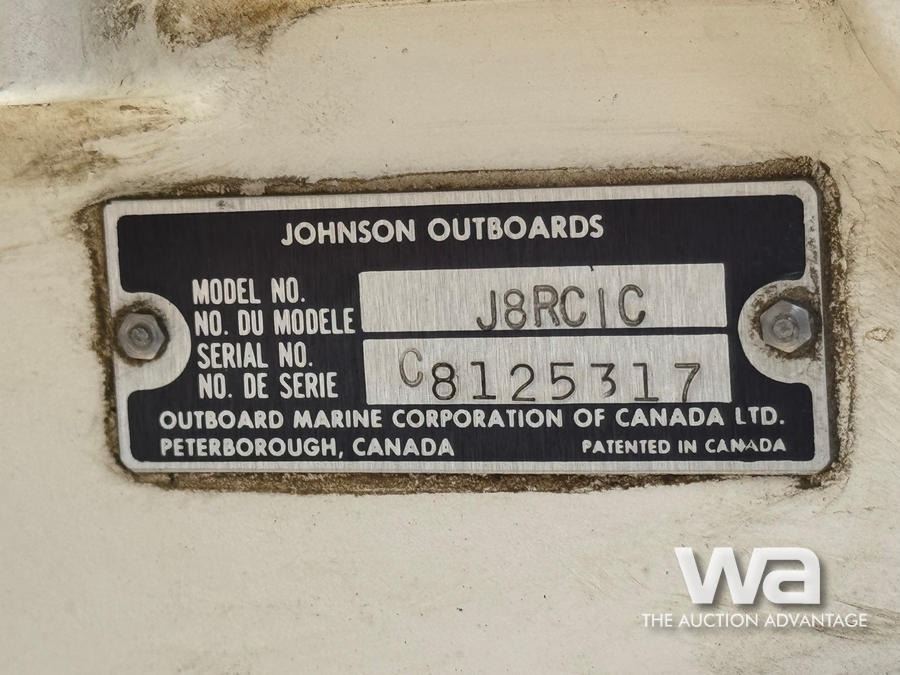 JOHNSON OUTBOARDS
MODEL NO.
NO. DU MODELE J8RCIC
SERIAL NO.
NO. DE SERIE C8125317
OUTBOARD MARINE CORPORATION OF CANADA LTD.
PETERBOROUGH, CANADA PATENTED IN CANADA
wa
THE AUCTION ADVANTAGE